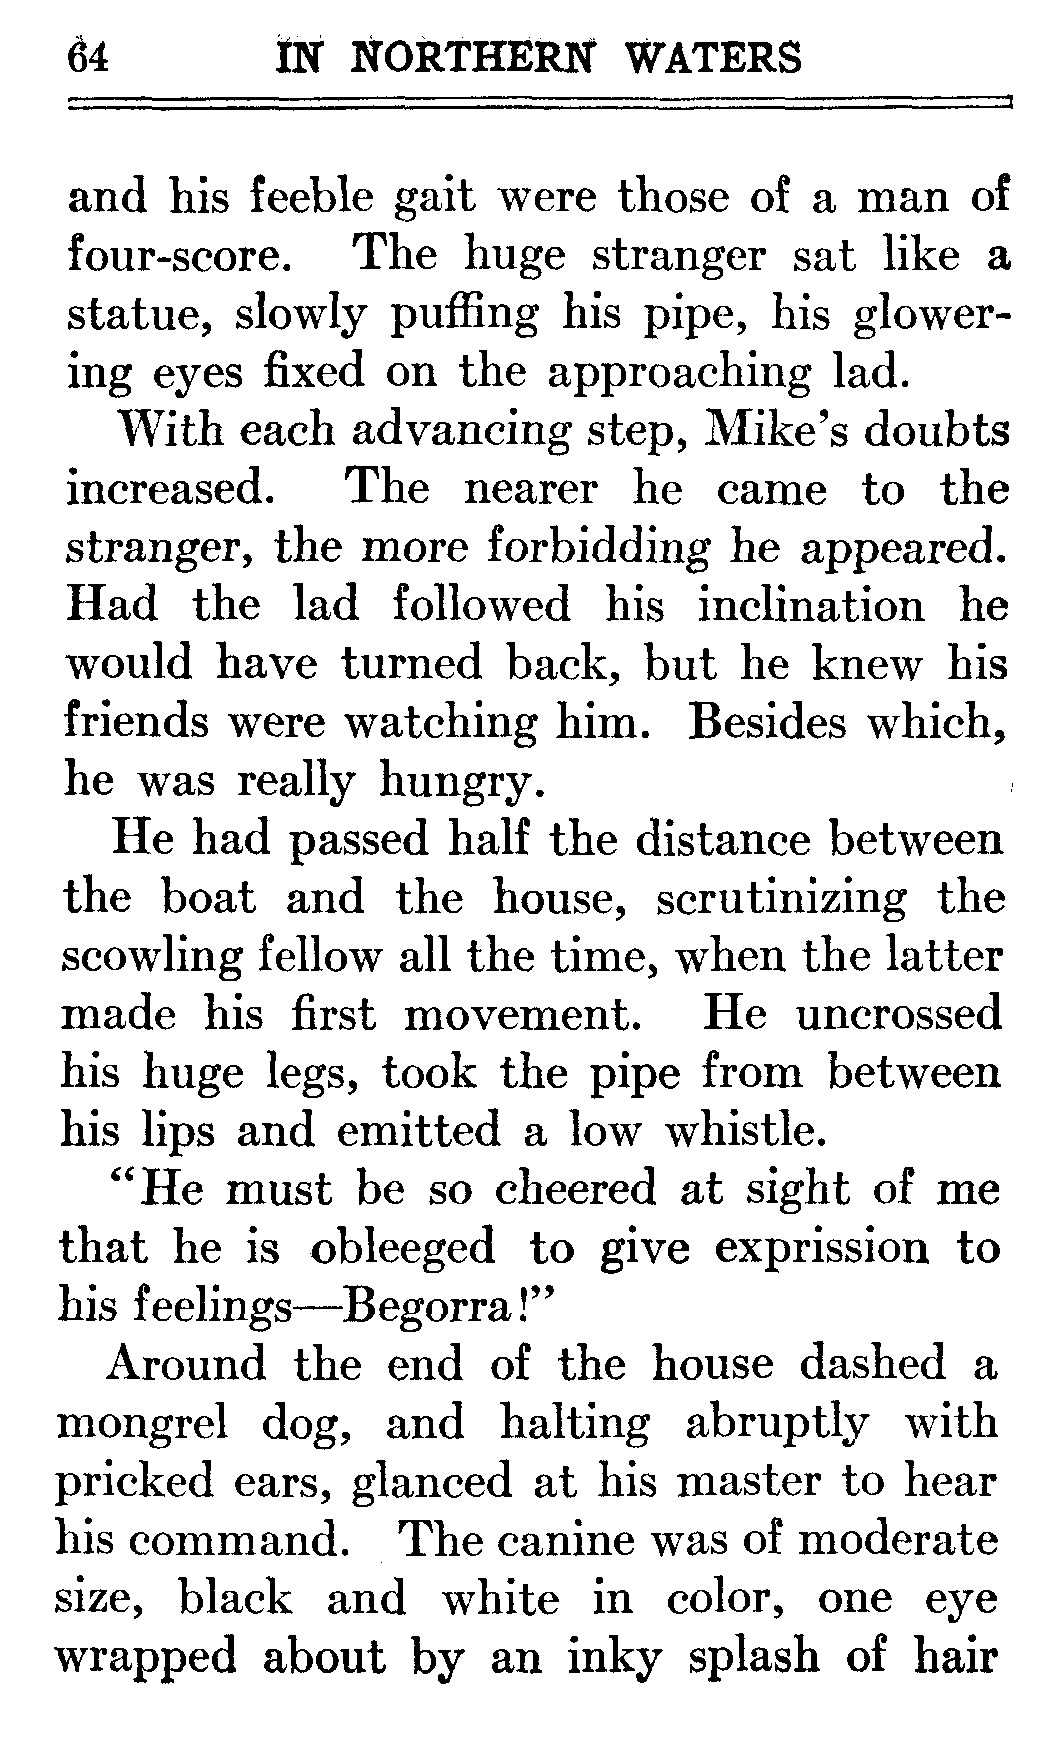 64 IN NORTHERN WATERS
and his feeble gait were those of a man of
four-score. The huge stranger sat like a
statue, slowly puffing his pipe, his glower-
ing eyes fixed on the approaching lad.
With each advancing step, Mike's doubts
increased. The nearer he came to the
stranger, the more forbidding he appeared.
Had the lad followed his inclination he
would have turned back, but he knew his
friends were watching him. Besides which,
he was really hungry.
He had passed half the distance between
the boat and the house, scrutinizing the
scowling fellow all the time, when the latter
made his first movement. He uncrossed
his huge legs, took the pipe from between
his lips and emitted a low whistle.
“He must be so cheered at sight of me
that he is obleeged to give exprission to
his feelings—Begorra!”
Around the end of the house dashed a
mongrel dog, and halting abruptly with
pricked ears, glanced at his master to hear
his command. The canine was of moderate
size, black and white in color, one eye
wrapped about by an inky splash of hair